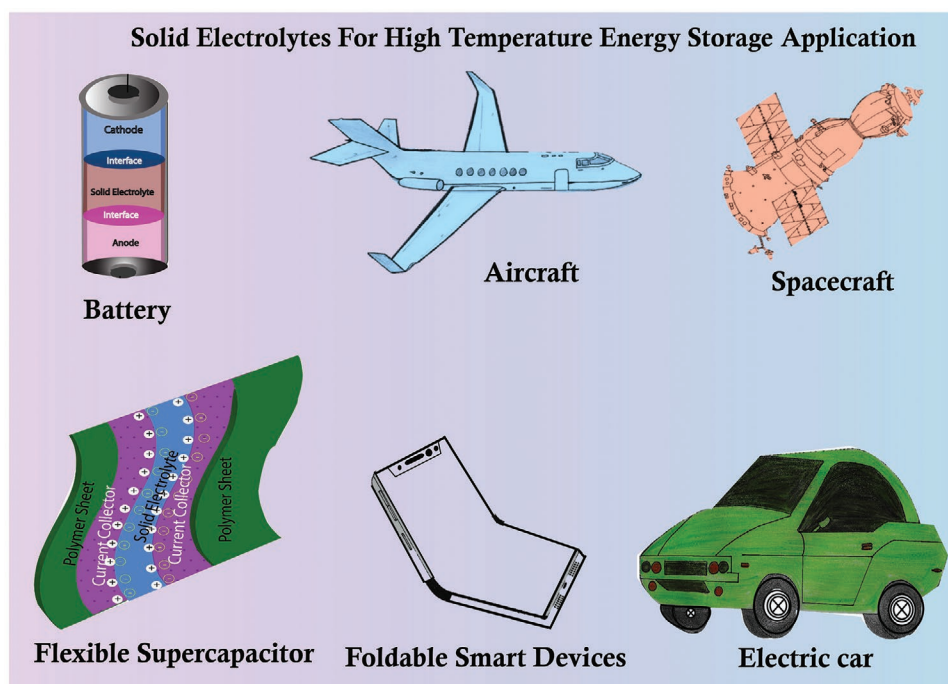 Solid Electrolytes For High Temperature Energy Storage Application
Cathode
Interface
Solid Electrolyte
Interface
Anode
Battery
Aircraft
Spacecraft
Polymer Sheet
Current Collector
Solid Electrolyte
Current Collector
Polymer Sheet
Flexible Supercapacitor
Foldable Smart Devices
Electric car